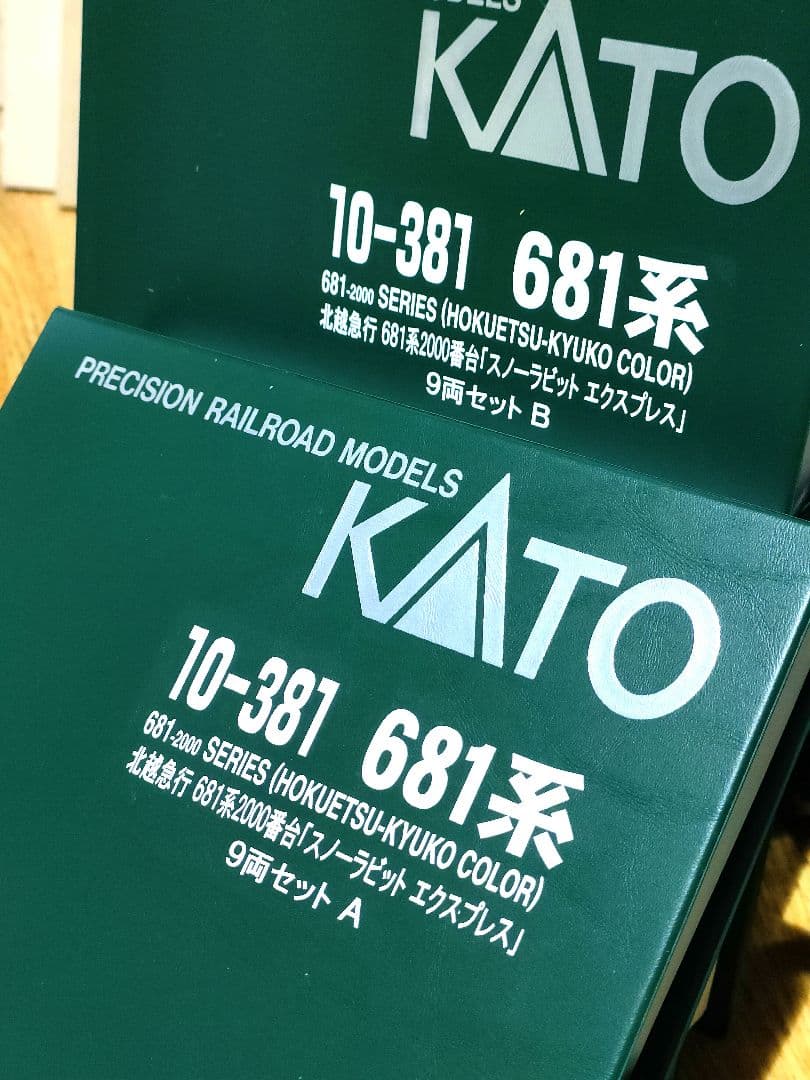 MODELS
KATO
10-381 681系
681-2000 SERIES (HOKUETSU-KYUKO COLOR)
北越急行 681系2000番台「スノーラビット エクスプレス」
9両セット B
PRECISION RAILROAD MODELS
KATO
10-381 681系
681-2000 SERIES (HOKUETSU-KYUKO COLOR)
北越急行 681系2000番台「スノーラビット エクスプレス」
9両セット A